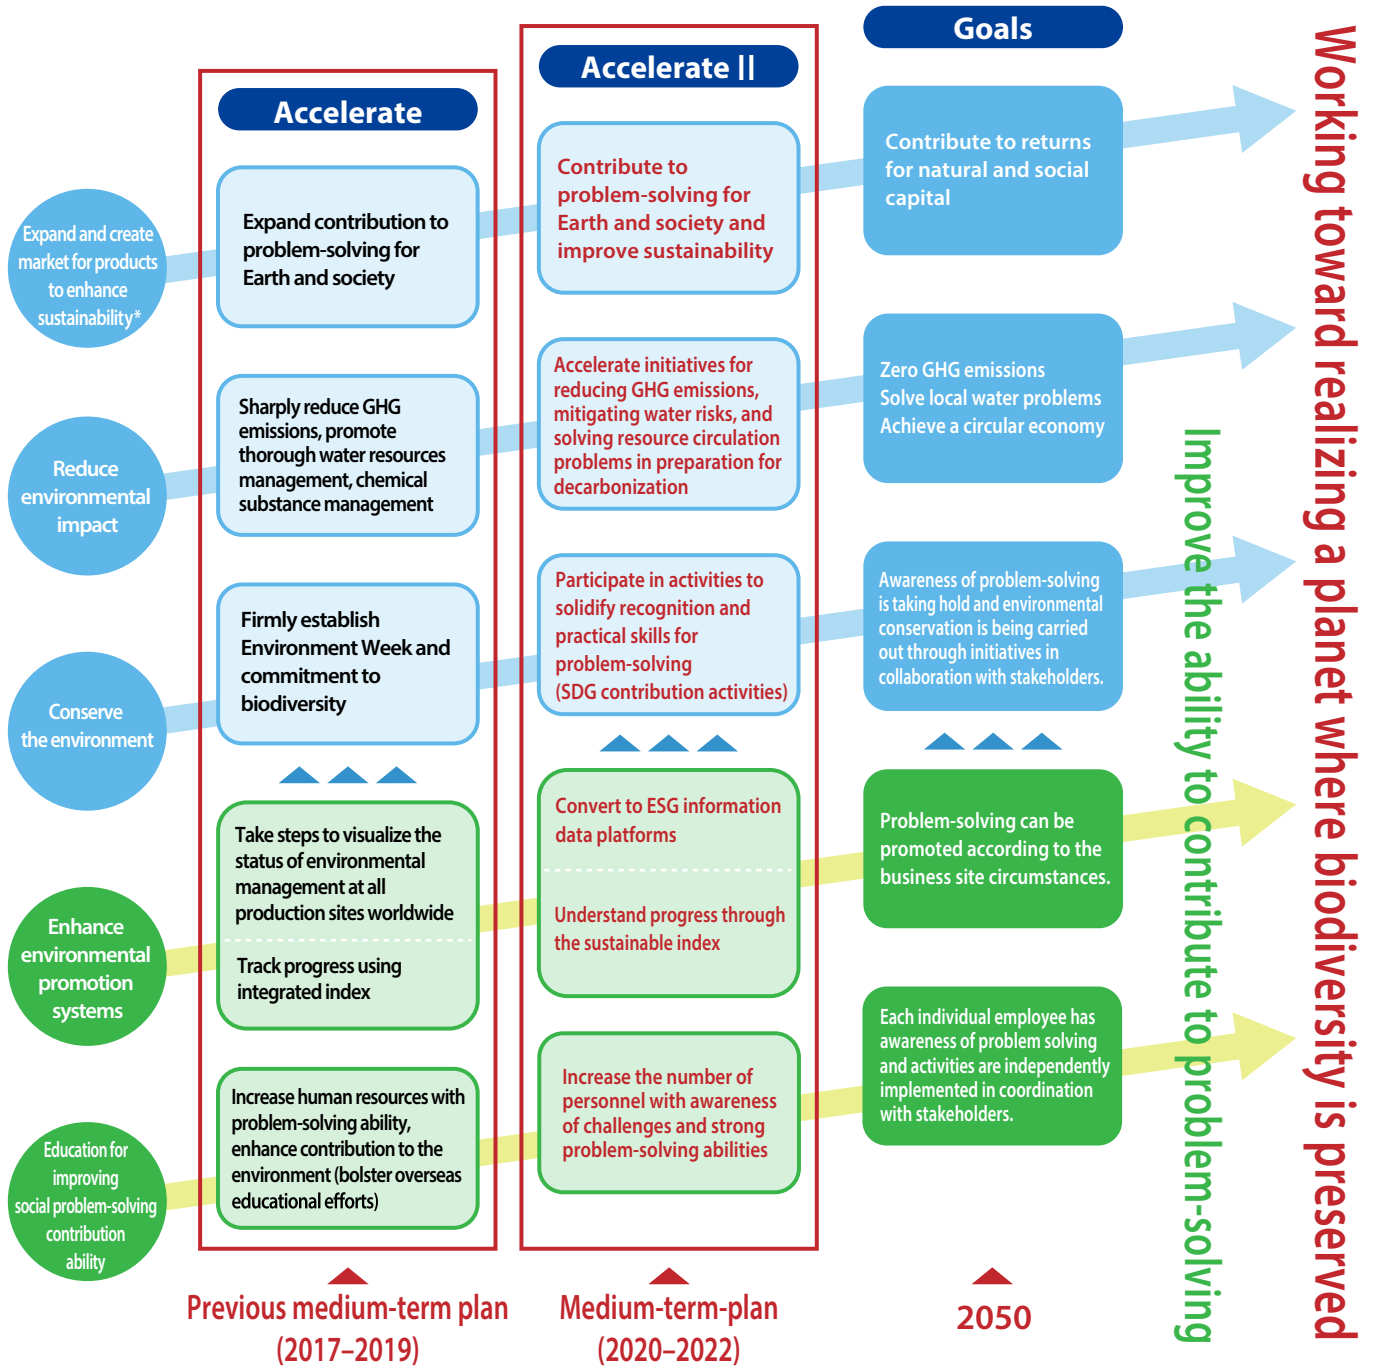 Goals
Accelerate II
Accelerate
Expand and create
market for products
to enhance
sustainability*
Expand contribution to
problem-solving for
Earth and society
Contribute to
problem-solving for
Earth and society and
improve sustainability
Contribute to returns
for natural and social
capital
Reduce
environmental
impact
Sharply reduce GHG
emissions, promote
thorough water resources
management, chemical
substance management
Accelerate initiatives for
reducing GHG emissions,
mitigating water risks, and
solving resource circulation
problems in preparation for
decarbonization
Zero GHG emissions
Solve local water problems
Achieve a circular economy
Conserve
the environment
Firmly establish
Environment Week and
commitment to
biodiversity
Participate in activities to
solidify recognition and
practical skills for
problem-solving
(SDG contribution activities)
Awareness of problem-solving
is taking hold and environmental
conservation is being carried
out through initiatives in
collaboration with stakeholders.
Enhance
environmental
promotion
systems
Take steps to visualize the
status of environmental
management at all
production sites worldwide
Track progress using
integrated index
Convert to ESG information
data platforms
Understand progress through
the sustainable index
Problem-solving can be
promoted according to the
business site circumstances.
Education for
improving
social problem-solving
contribution
ability
Increase human resources with
problem-solving ability,
enhance contribution to the
environment (bolster overseas
educational efforts)
Increase the number of
personnel with awareness
of challenges and strong
problem-solving abilities
Each individual employee has
awareness of problem solving
and activities are independently
implemented in coordination
with stakeholders.
Previous medium-term plan
(2017–2019)
Medium-term-plan
(2020–2022)
2050
Improve the ability to contribute to problem-solving
Working toward realizing a planet where biodiversity is preserved